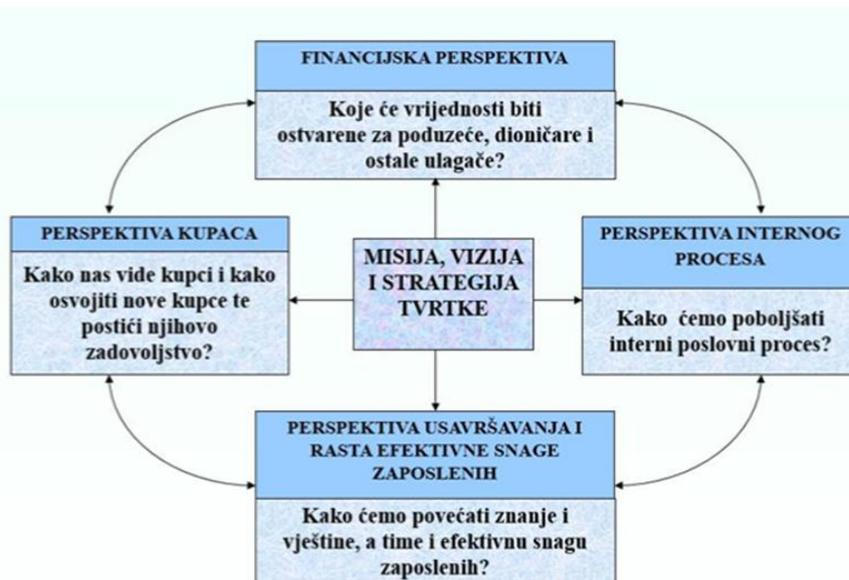 FINANCIJSKA PERSPEKTIVA
Koje će vrijednosti biti
ostvarene za poduzeće, dioničare i
ostale ulagače?
PERSPEKTIVA KUPACA
Kako nas vide kupci i kako
osvojiti nove kupce te
postići njihovo
zadovoljstvo?
MISIJA, VIZIJA
I STRATEGIJA
TVRTKE
PERSPEKTIVA INTERNOG
PROCESA
Kako ćemo poboljšati
interni poslovni proces?
PERSPEKTIVA USAVRŠAVANJA I
RASTA EFEKTIVNE SNAGE
ZAPOSLENIH
Kako ćemo povećati znanje i
vještine, a time i efektivnu snagu
zaposlenih?